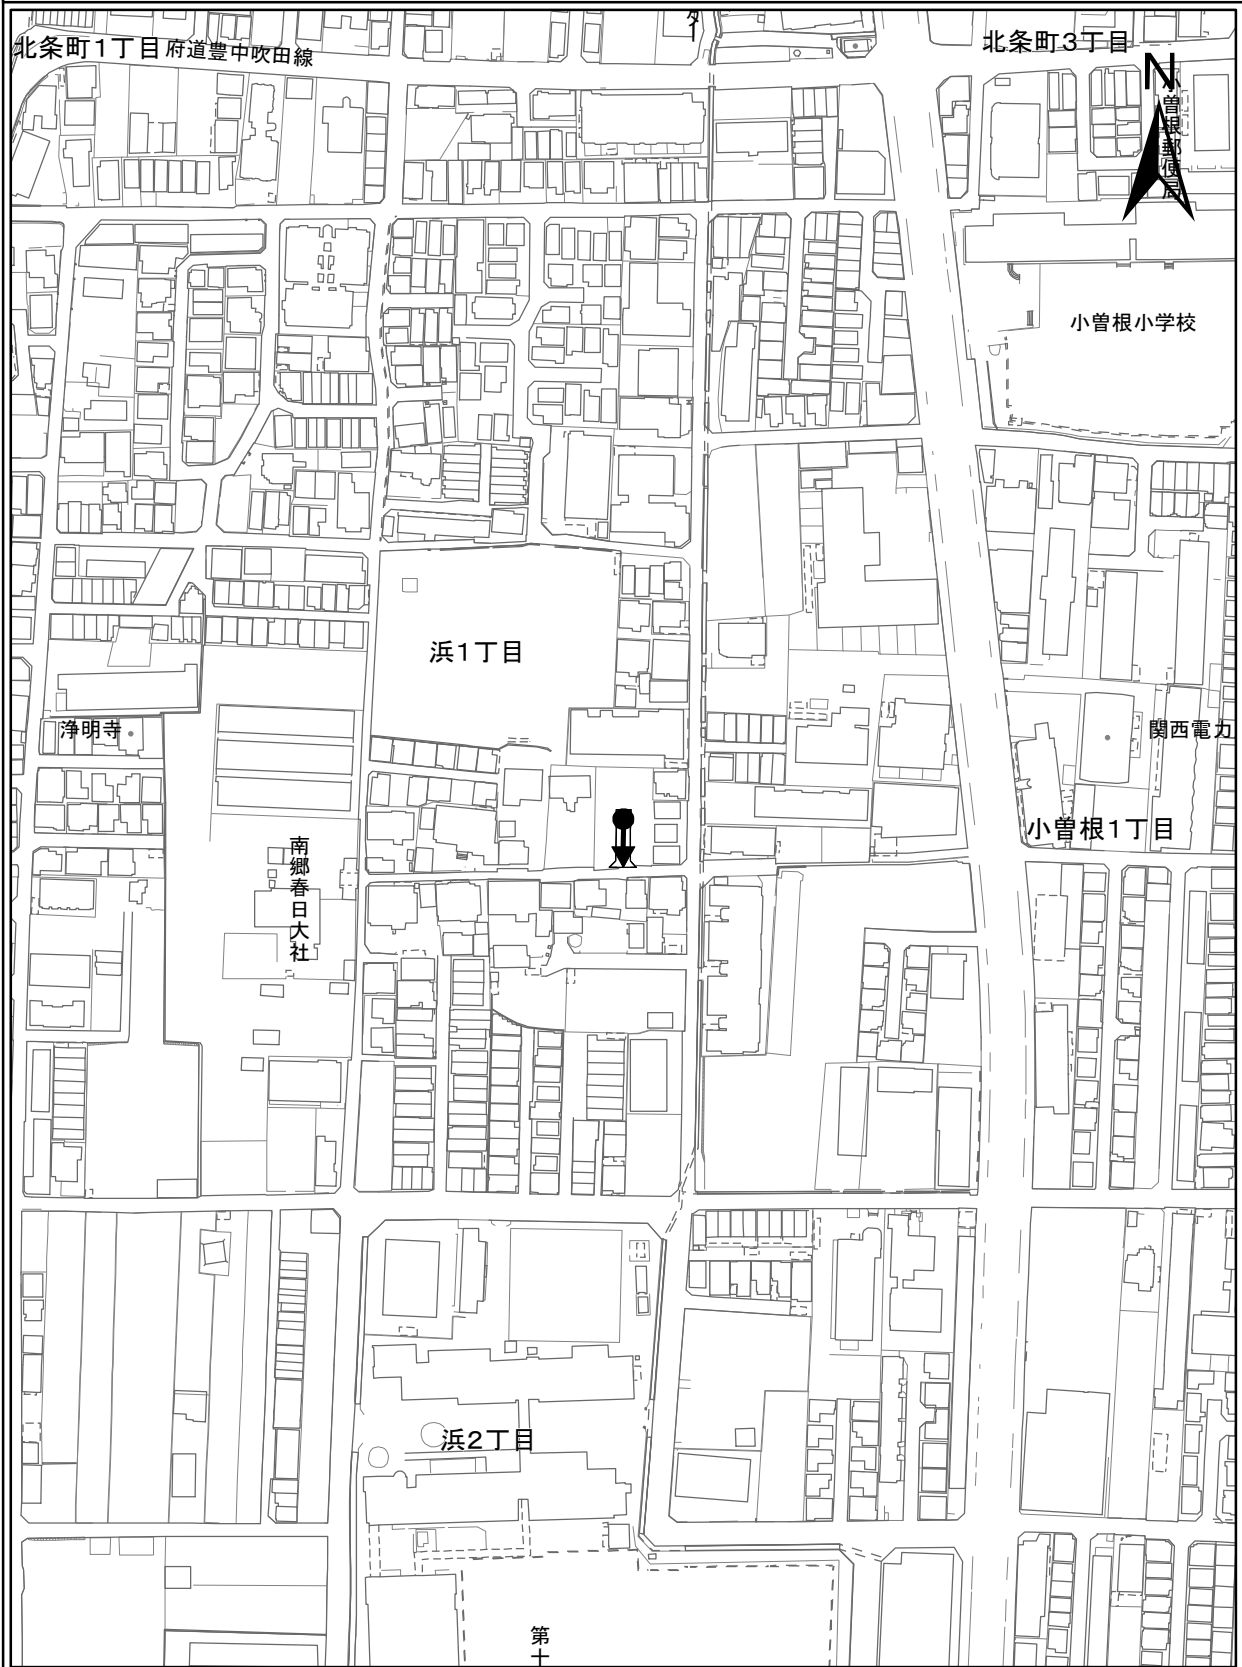 ター
北条町1丁目
府道豊中吹田線
北条町3丁目
N
小曽根郵便局
小曽根小学校
浜1丁目
浄明寺
関西電力
小曽根1丁目
南郷春日大社
浜2丁目
第十